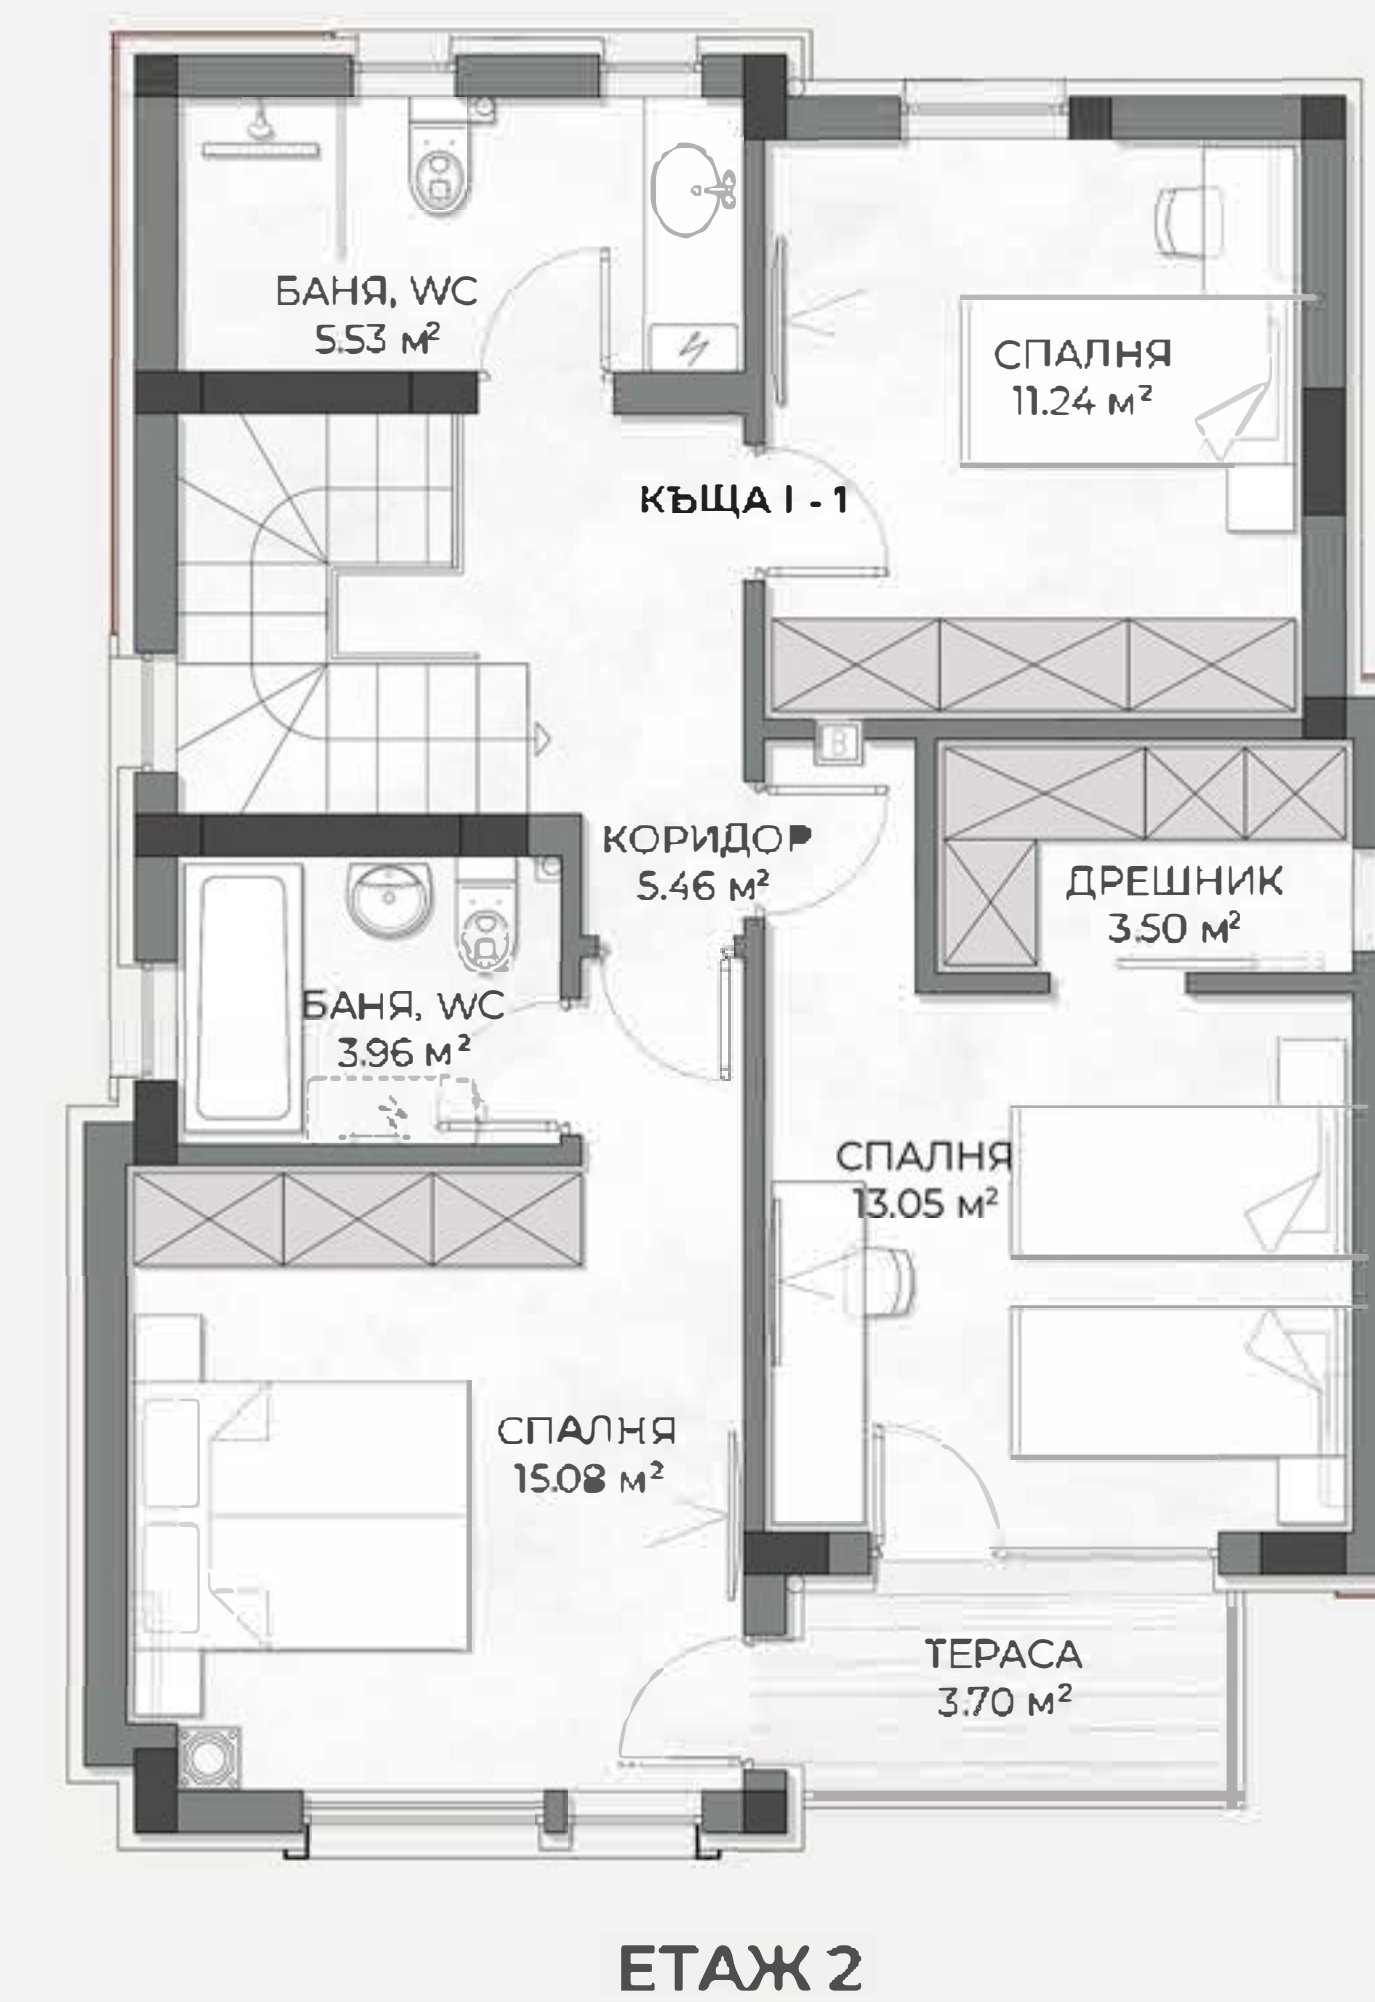 БАНЯ, WC
5.53 м²
СПАЛНЯ
11.24 м²
КЪЩА I - 1
В
КОРИДОР
5.46 м²
ДРЕШНИК
3.50 м²
БАНЯ, WC
3.96 м²
СПАЛНЯ
13.05 м²
СПАЛНЯ
15.08 м²
ТЕРАСА
3.70 м²
ЕТАЖ 2